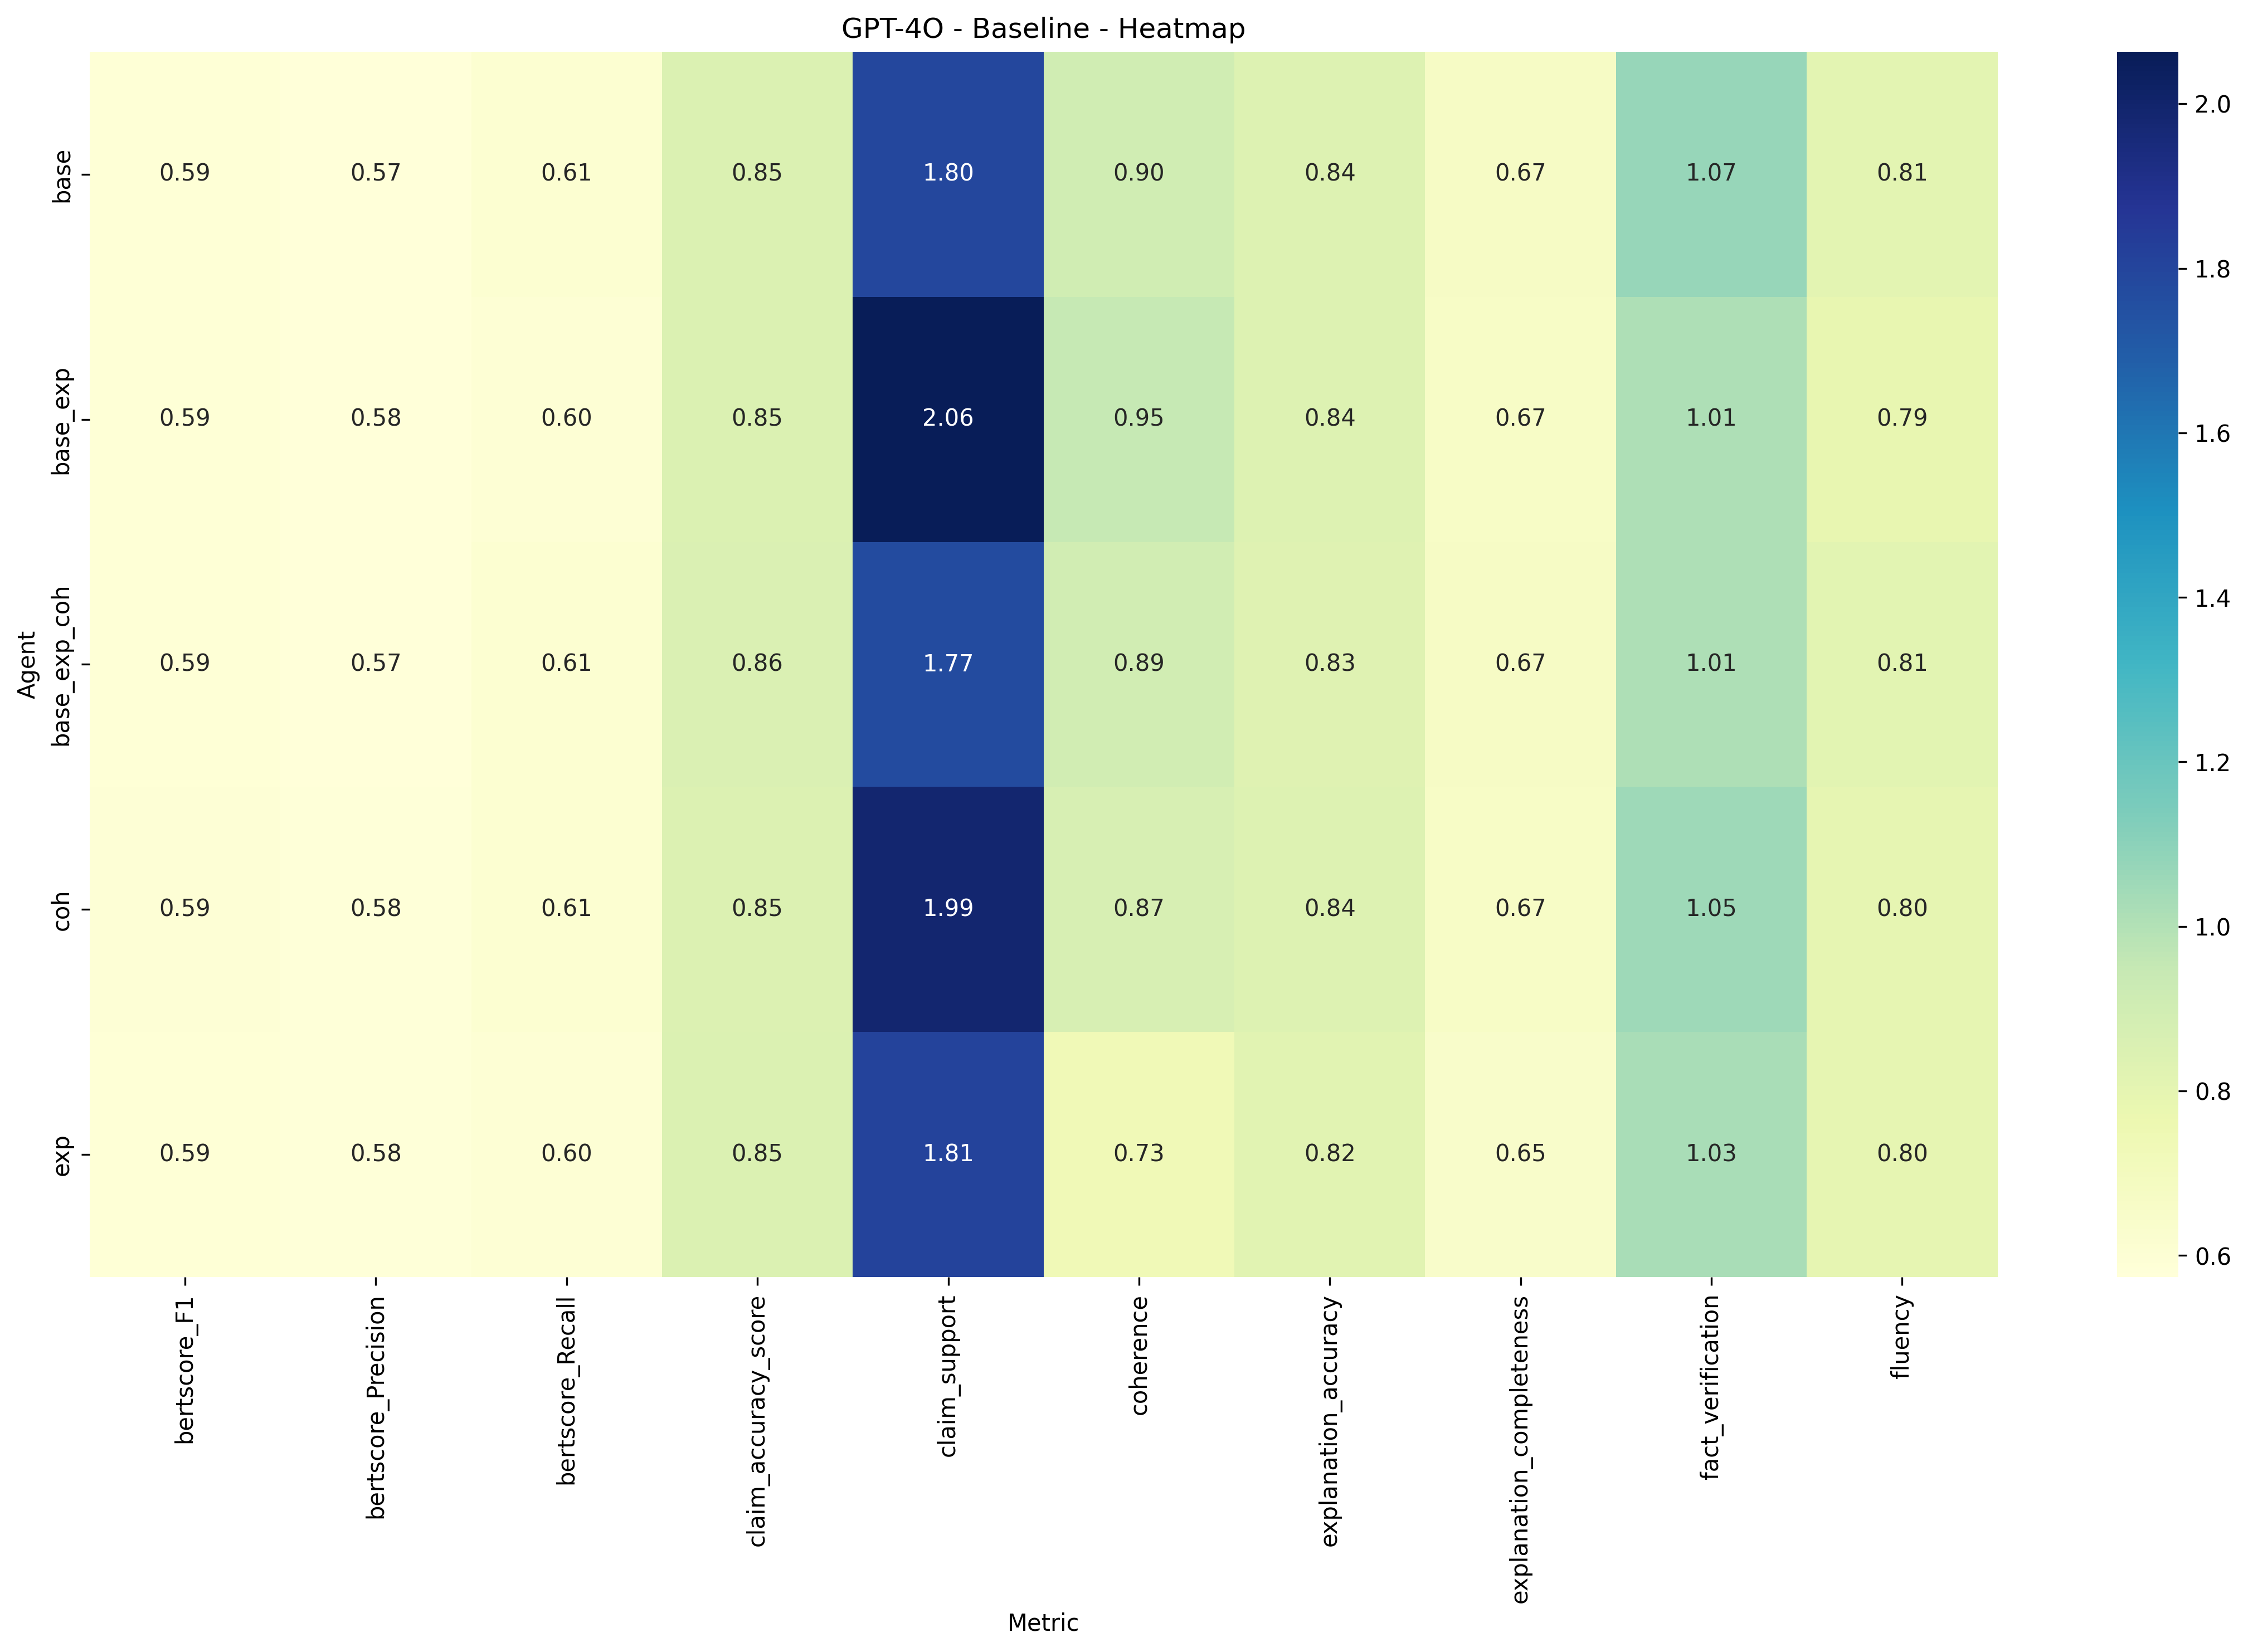 GPT-4O - Baseline - Heatmap
Agent
base 0.59 0.57 0.61 0.85 1.80 0.90 0.84 0.67 1.07 0.81
base_exp 0.59 0.58 0.60 0.85 2.06 0.95 0.84 0.67 1.01 0.79
base_exp_coh 0.59 0.57 0.61 0.86 1.77 0.89 0.83 0.67 1.01 0.81
coh 0.59 0.58 0.61 0.85 1.99 0.87 0.84 0.67 1.05 0.80
exp 0.59 0.58 0.60 0.85 1.81 0.73 0.82 0.65 1.03 0.80
bertscore_F1
bertscore_Precision
bertscore_Recall
claim_accuracy_score
claim_support
coherence
explanation_accuracy
explanation_completeness
fact_verification
fluency
Metric
2.0
1.8
1.6
1.4
1.2
1.0
0.8
0.6